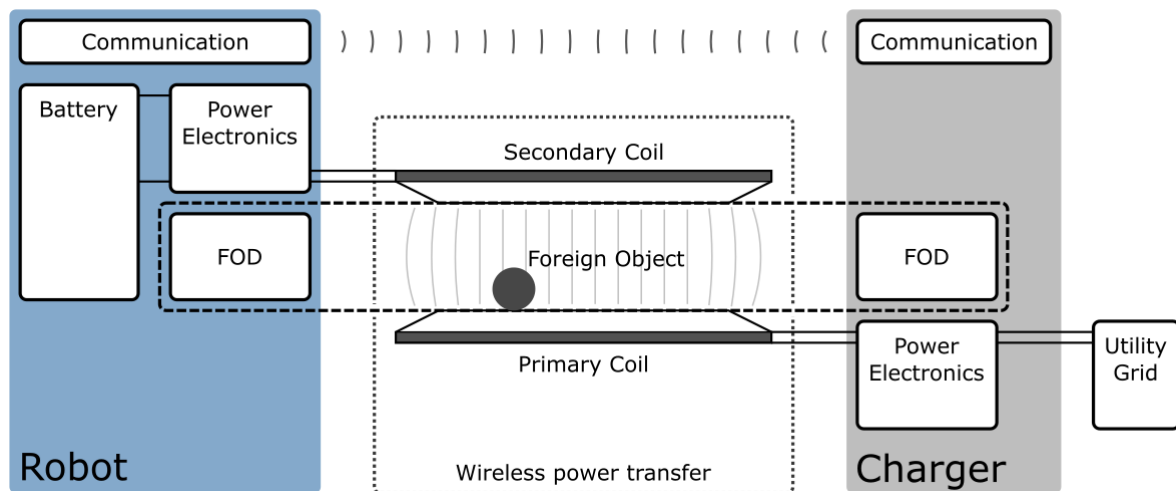 Communication
Communication
Battery
Power
Electronics
Secondary Coil
FOD
Foreign Object
FOD
Primary Coil
Power
Electronics
Utility
Grid
Robot
Wireless power transfer
Charger